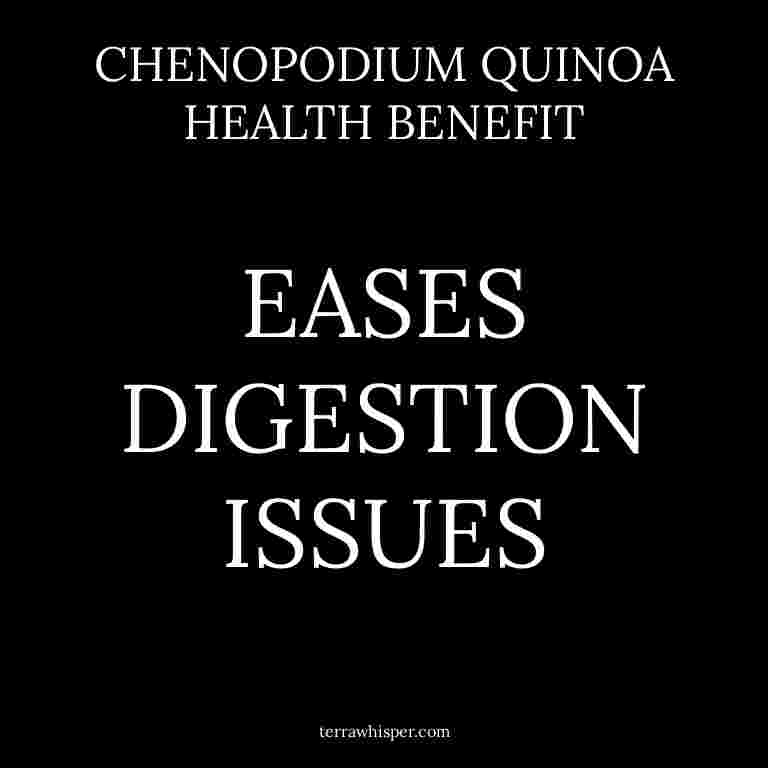 CHENOPODIUM QUINOA
HEALTH BENEFIT
EASES
DIGESTION
ISSUES
terrawhisper.com